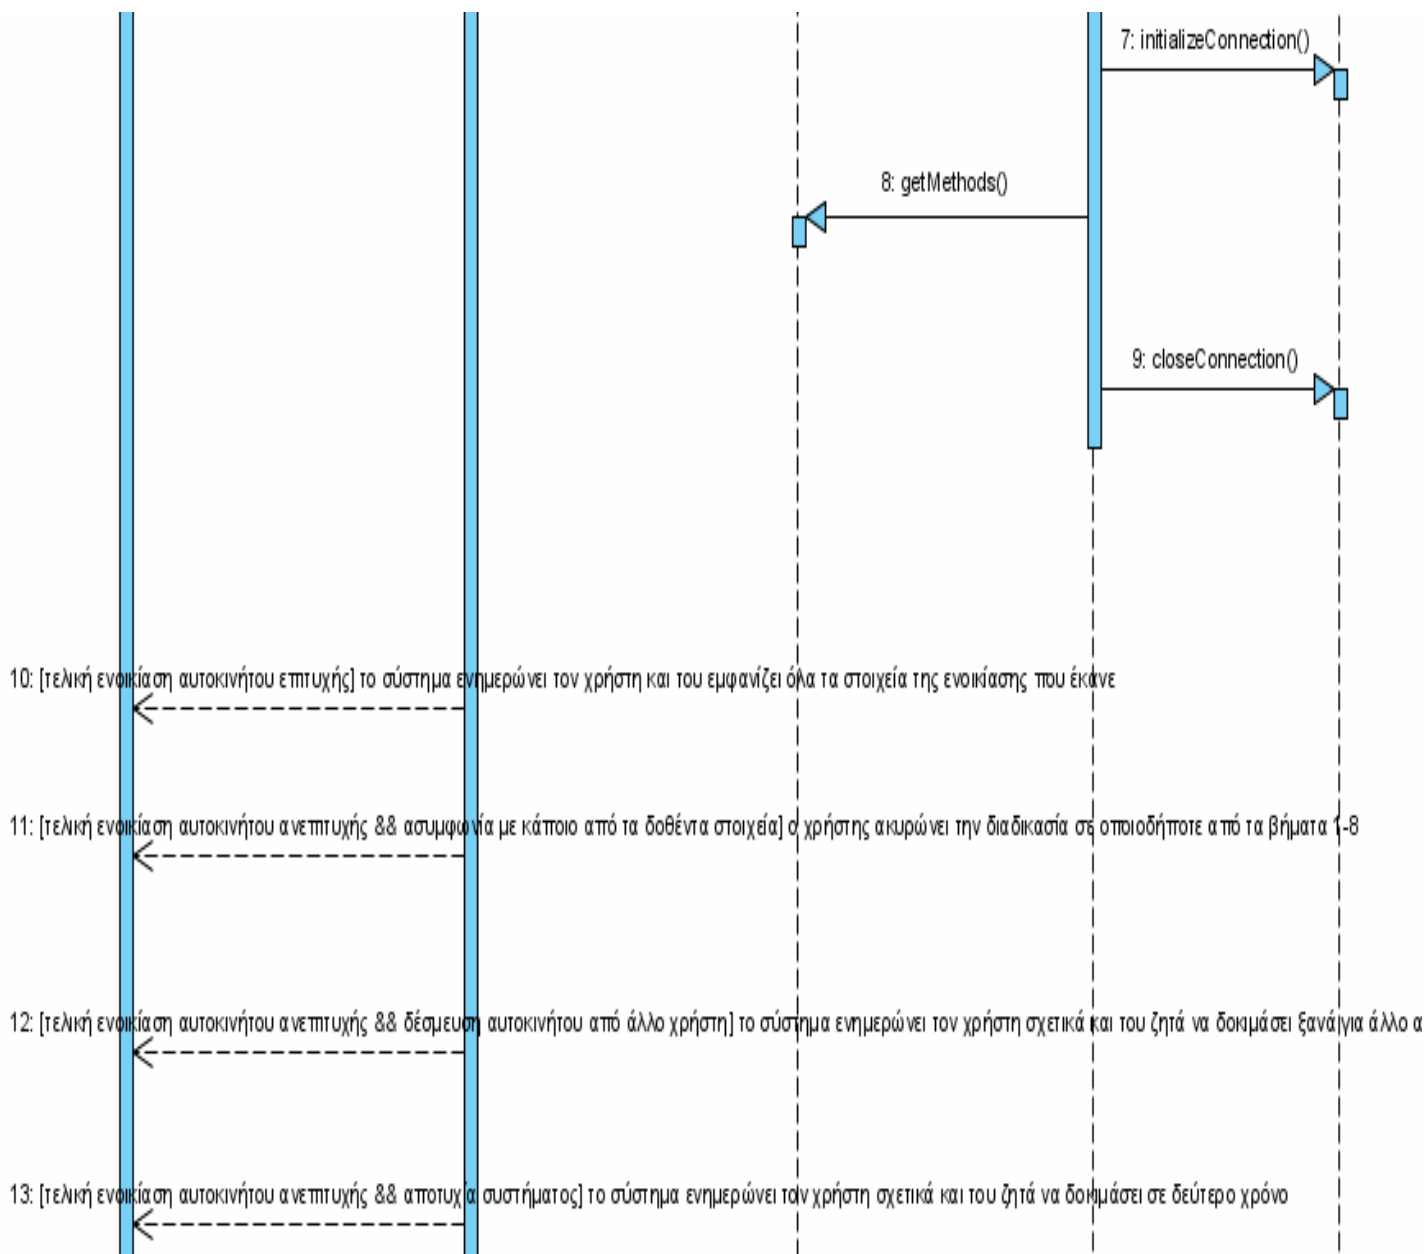 7: initializeConnection()
8: getMethods()
9: closeConnection()
10: [τελική ενοικίαση αυτοκινήτου επιτυχής] το σύστημα ενημερώνει τον χρήστη και του εμφανίζει όλα τα στοιχεία της ενοικίασης που έκανε
11: [τελική ενοικίαση αυτοκινήτου ανεπιτυχής && ασυμφωνία με κάποιο από τα δοθέντα στοιχεία] ο χρήστης ακυρώνει την διαδικασία σε οποιοδήποτε από τα βήματα 1-8
12: [τελική ενοικίαση αυτοκινήτου ανεπιτυχής && δέσμευση αυτοκινήτου από άλλο χρήστη] το σύστημα ενημερώνει τον χρήστη σχετικά και του ζητά να δοκιμάσει ξανά για άλλο α
13: [τελική ενοικίαση αυτοκινήτου ανεπιτυχής && αποτυχία συστήματος] το σύστημα ενημερώνει τον χρήστη σχετικά και του ζητά να δοκιμάσει σε δεύτερο χρόνο